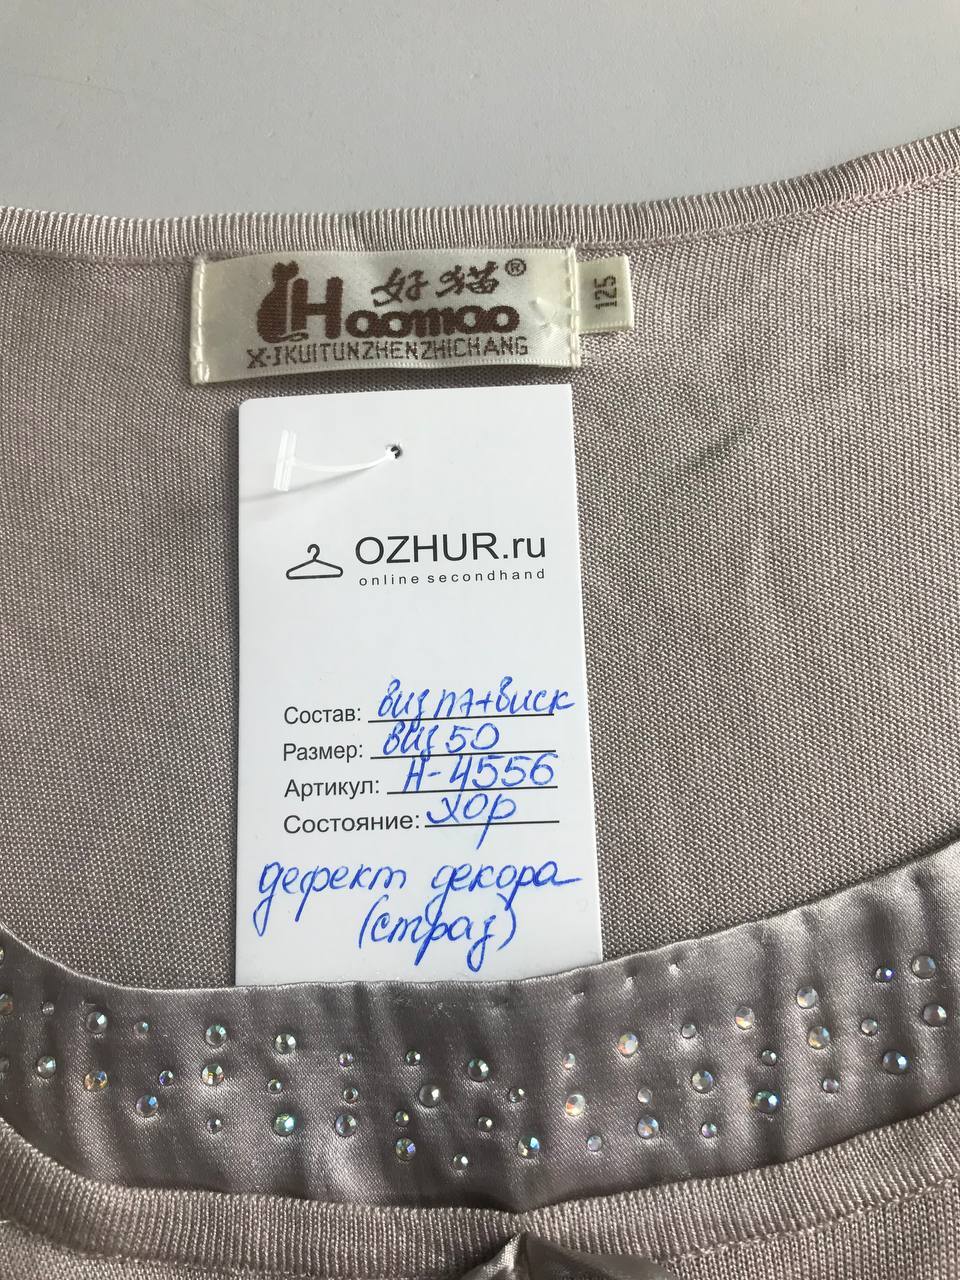 好猫®
Haomao
X·JKUITUNZHENZHICHANG
125
OZHUR.ru
online secondhand
Состав: виз па+виск
Размер: виз 50
Артикул: Н-4556
Состояние: хор
дефект декора
(страз)